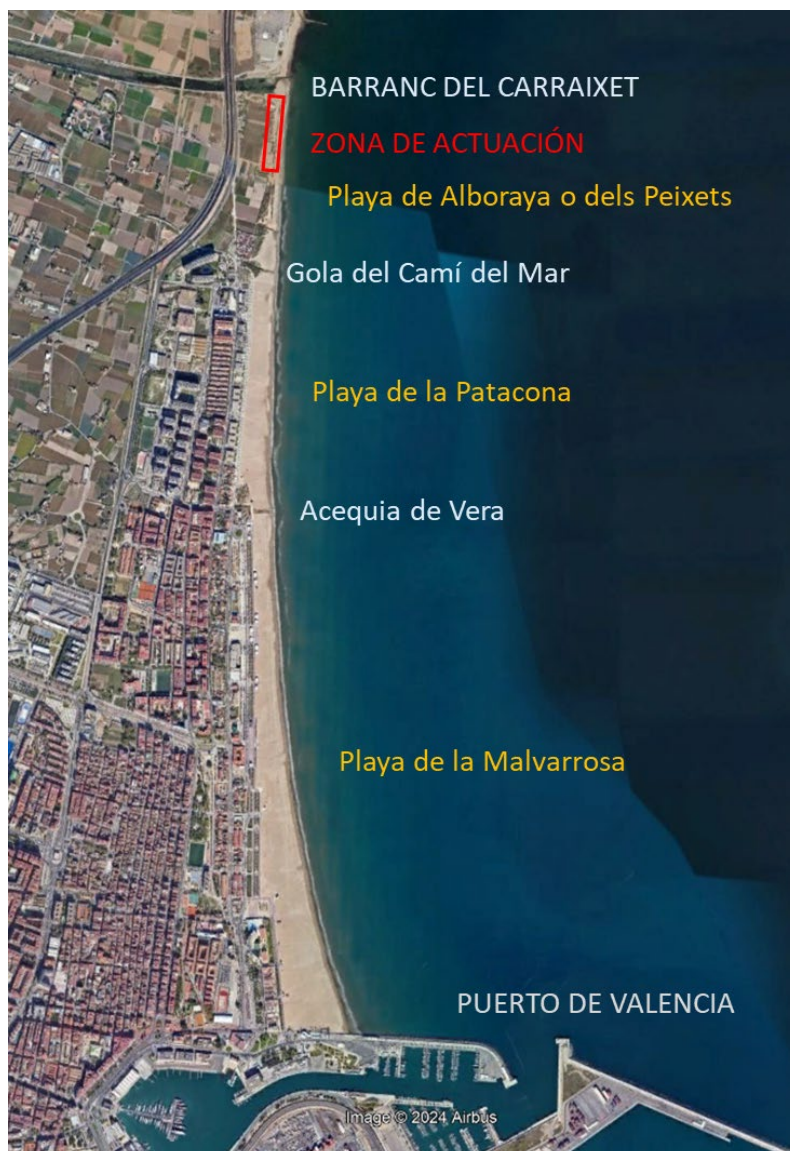 BARRANC DEL CARRAIXET
ZONA DE ACTUACIÓN
Playa de Alboraya o dels Peixets
Gola del Camí del Mar
Playa de la Patacona
Acequia de Vera
Playa de la Malvarrosa
PUERTO DE VALENCIA
Image © 2024 Airbus